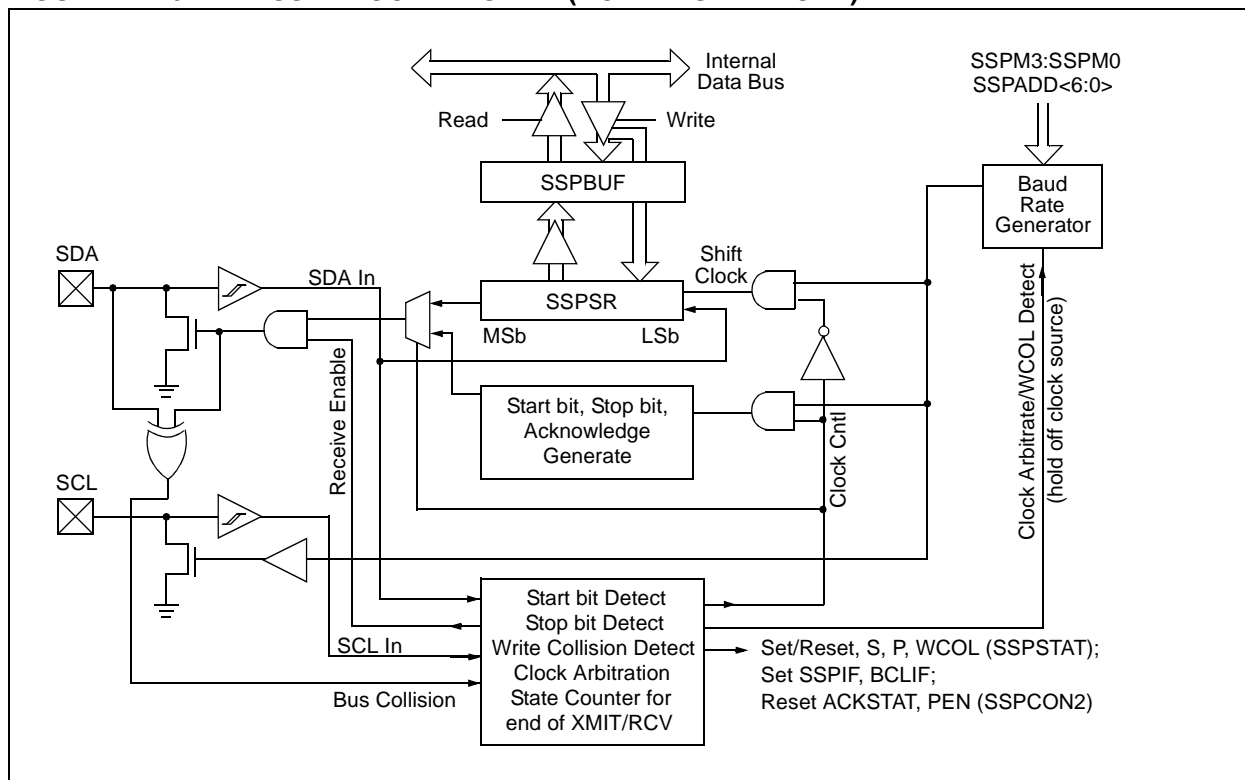 Internal
Data Bus
SSPM3:SSPM0
SSPADD<6:0>
Read
Write
SSPBUF
Baud
Rate
Generator
SDA
SDA In
Shift
Clock
SSPSR
MSb
LSb
Start bit, Stop bit,
Acknowledge
Generate
Receive Enable
Clock Cntl
Clock Arbitrate/WCOL Detect
(hold off clock source)
SCL
SCL In
Bus Collision
Start bit Detect
Stop bit Detect
Write Collision Detect
Clock Arbitration
State Counter for
end of XMIT/RCV
Set/Reset, S, P, WCOL (SSPSTAT);
Set SSPIF, BCLIF;
Reset ACKSTAT, PEN (SSPCON2)